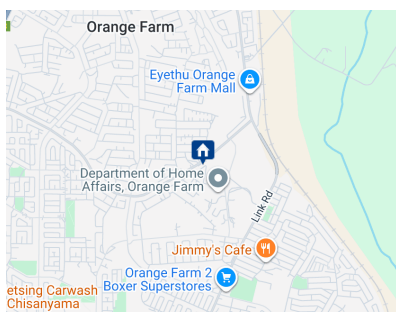 Orange Farm
Eyethu Orange
Farm Mall
Department of Home
Affairs, Orange Farm
Link Rd
Jimmy's Cafe
Orange Farm 2
Boxer Superstores
etsing Carwash
Chisanyama